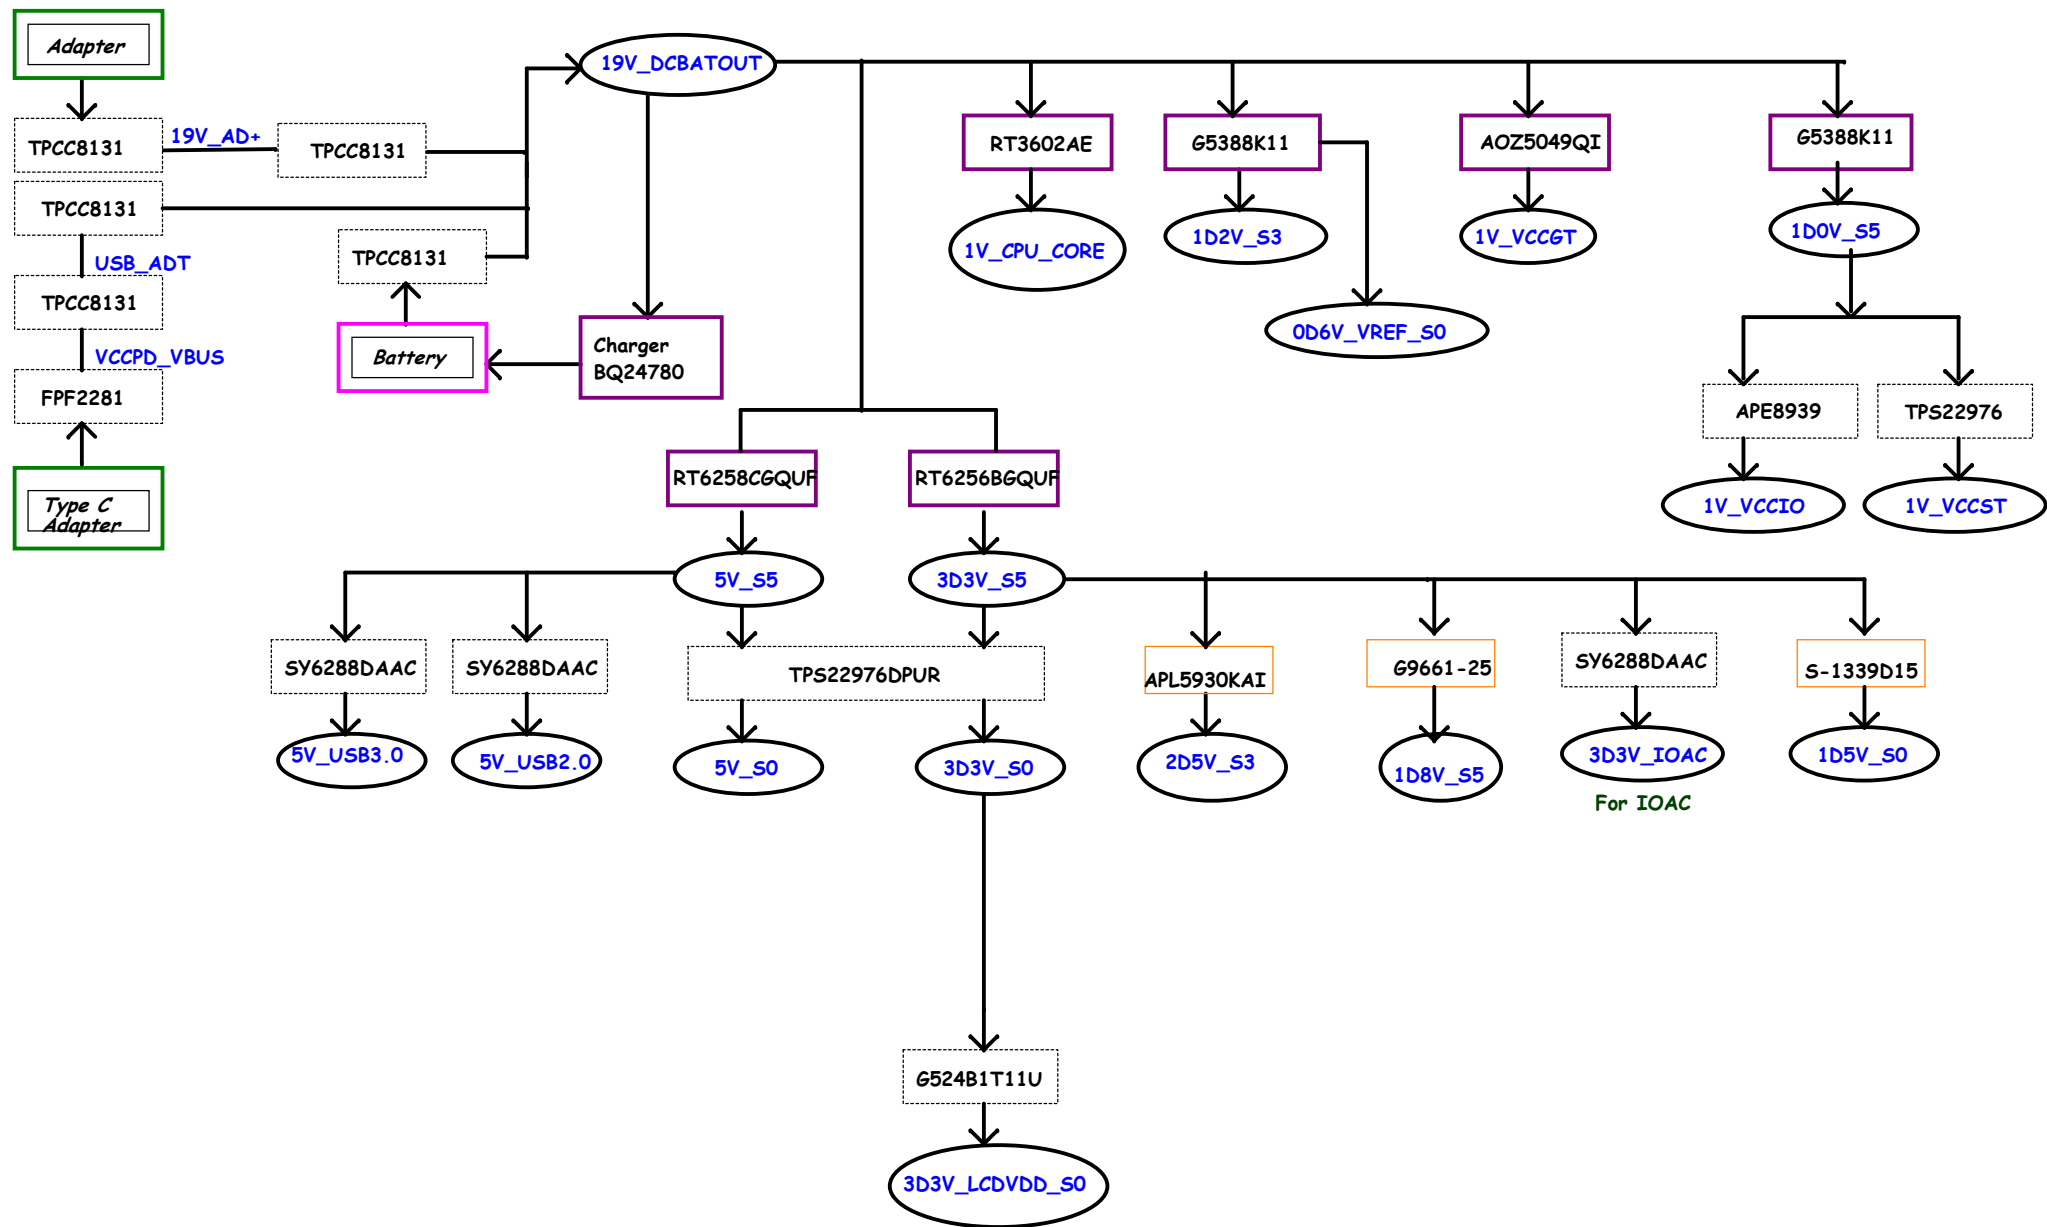 Adapter
19V_DCBATOUT
TPCC8131
19V_AD+
TPCC8131
RT3602AE
G5388K11
AOZ5049QI
G5388K11
TPCC8131
USB_ADT
TPCC8131
1V_CPU_CORE
1D2V_S3
1V_VCCGT
1D0V_S5
TPCC8131
VCCPD_VBUS
Battery
Charger
BQ24780
0D6V_VREF_S0
FPF2281
APE8939
TPS22976
Type C
Adapter
RT6258CGQUF
RT6256BGQUF
1V_VCCIO
1V_VCCST
5V_S5
3D3V_S5
SY6288DAAC
SY6288DAAC
TPS22976DPUR
APL5930KAI
G9661-25
SY6288DAAC
S-1339D15
5V_USB3.0
5V_USB2.0
5V_S0
3D3V_S0
2D5V_S3
1D8V_S5
3D3V_IOAC
1D5V_S0
For IOAC
G524B1T11U
3D3V_LCDVDD_S0